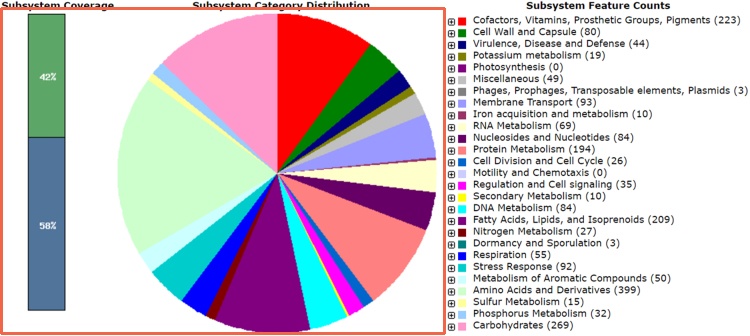 Subsystem Coverage
Subsystem Category Distribution
Subsystem Feature Counts
42%
58%
Cofactors, Vitamins, Prosthetic Groups, Pigments (223)
Cell Wall and Capsule (80)
Virulence, Disease and Defense (44)
Potassium metabolism (19)
Photosynthesis (0)
Miscellaneous (49)
Phages, Prophages, Transposable elements, Plasmids (3)
Membrane Transport (93)
Iron acquisition and metabolism (10)
RNA Metabolism (69)
Nucleosides and Nucleotides (84)
Protein Metabolism (194)
Cell Division and Cell Cycle (26)
Motility and Chemotaxis (0)
Regulation and Cell signaling (35)
Secondary Metabolism (10)
DNA Metabolism (84)
Fatty Acids, Lipids, and Isoprenoids (209)
Nitrogen Metabolism (27)
Dormancy and Sporulation (3)
Respiration (55)
Stress Response (92)
Metabolism of Aromatic Compounds (50)
Amino Acids and Derivatives (399)
Sulfur Metabolism (15)
Phosphorus Metabolism (32)
Carbohydrates (269)